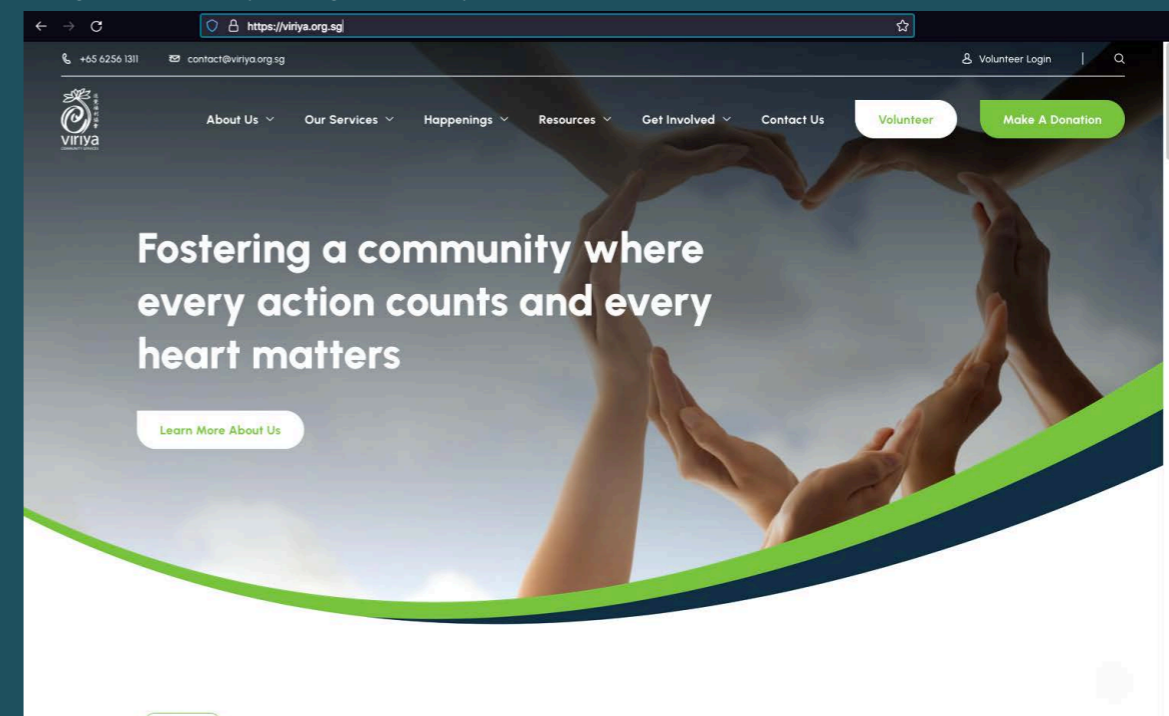 https://viriya.org.sg
+65 6256 1311 contact@viriya.org.sg Volunteer Login
viriya
About Us Our Services Happenings Resources Get Involved Contact Us Volunteer Make A Donation
Fostering a community where
every action counts and every
heart matters
Learn More About Us